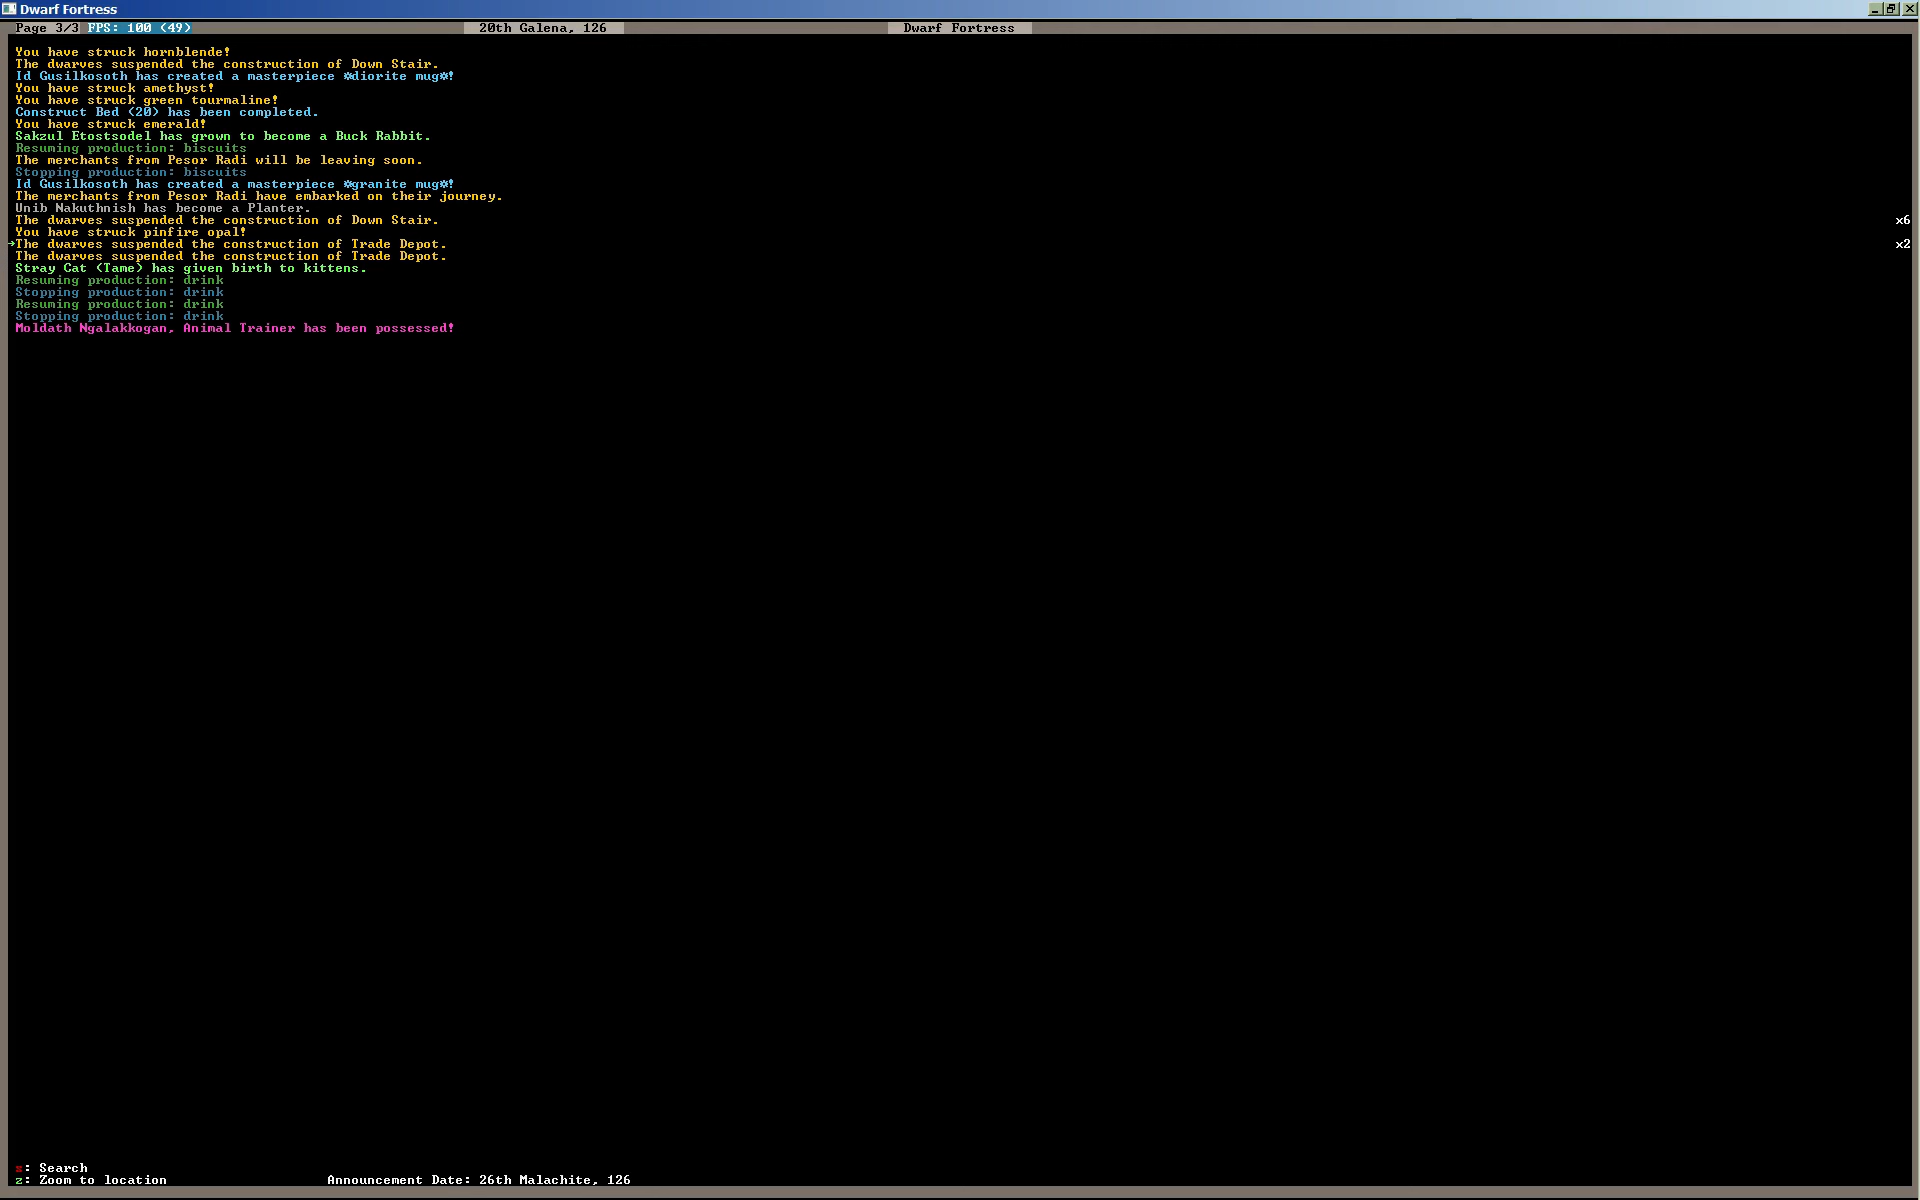 Dwarf Fortress
Page 3/3 FPS: 100 (49) 20th Galena, 126 Dwarf Fortress
You have struck hornblende!
The dwarves suspended the construction of Down Stair.
Id Gusilkosoth has created a masterpiece ☼diorite mug☼!
You have struck amethyst!
You have struck green tourmaline!
Construct Bed (20) has been completed.
You have struck emerald!
Sakzul Etostsodel has grown to become a Buck Rabbit.
Resuming production: biscuits
The merchants from Pesor Radi will be leaving soon.
Stopping production: biscuits
Id Gusilkosoth has created a masterpiece ☼granite mug☼!
The merchants from Pesor Radi have embarked on their journey.
Unib Nakuthnish has become a Planter.
The dwarves suspended the construction of Down Stair. x6
You have struck pinfire opal!
→The dwarves suspended the construction of Trade Depot. x2
The dwarves suspended the construction of Trade Depot.
Stray Cat (Tame) has given birth to kittens.
Resuming production: drink
Stopping production: drink
Resuming production: drink
Stopping production: drink
Moldath Ngalakkogan, Animal Trainer has been possessed!
s: Search
z: Zoom to location Announcement Date: 26th Malachite, 126